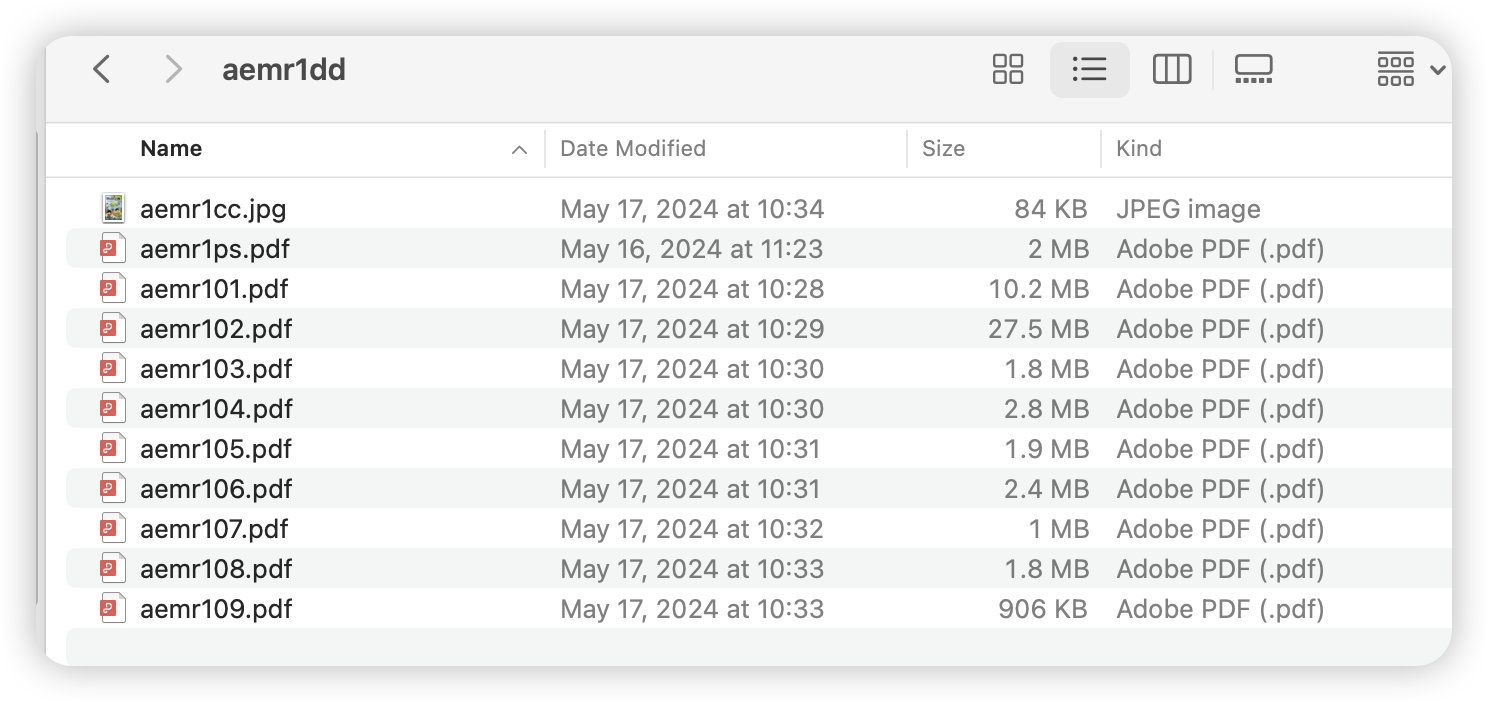 aemr1dd
Name Date Modified Size Kind
aemr1cc.jpg May 17, 2024 at 10:34 84 KB JPEG image
aemr1ps.pdf May 16, 2024 at 11:23 2 MB Adobe PDF (.pdf)
aemr101.pdf May 17, 2024 at 10:28 10.2 MB Adobe PDF (.pdf)
aemr102.pdf May 17, 2024 at 10:29 27.5 MB Adobe PDF (.pdf)
aemr103.pdf May 17, 2024 at 10:30 1.8 MB Adobe PDF (.pdf)
aemr104.pdf May 17, 2024 at 10:30 2.8 MB Adobe PDF (.pdf)
aemr105.pdf May 17, 2024 at 10:31 1.9 MB Adobe PDF (.pdf)
aemr106.pdf May 17, 2024 at 10:31 2.4 MB Adobe PDF (.pdf)
aemr107.pdf May 17, 2024 at 10:32 1 MB Adobe PDF (.pdf)
aemr108.pdf May 17, 2024 at 10:33 1.8 MB Adobe PDF (.pdf)
aemr109.pdf May 17, 2024 at 10:33 906 KB Adobe PDF (.pdf)